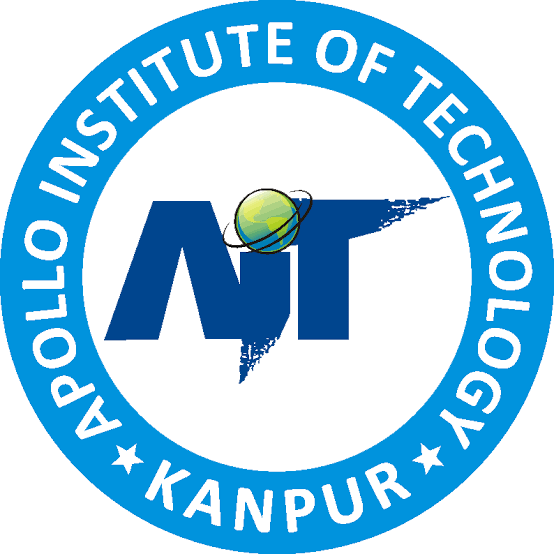 APOLLO INSTITUTE OF TECHNOLOGY
KANPUR
AiT